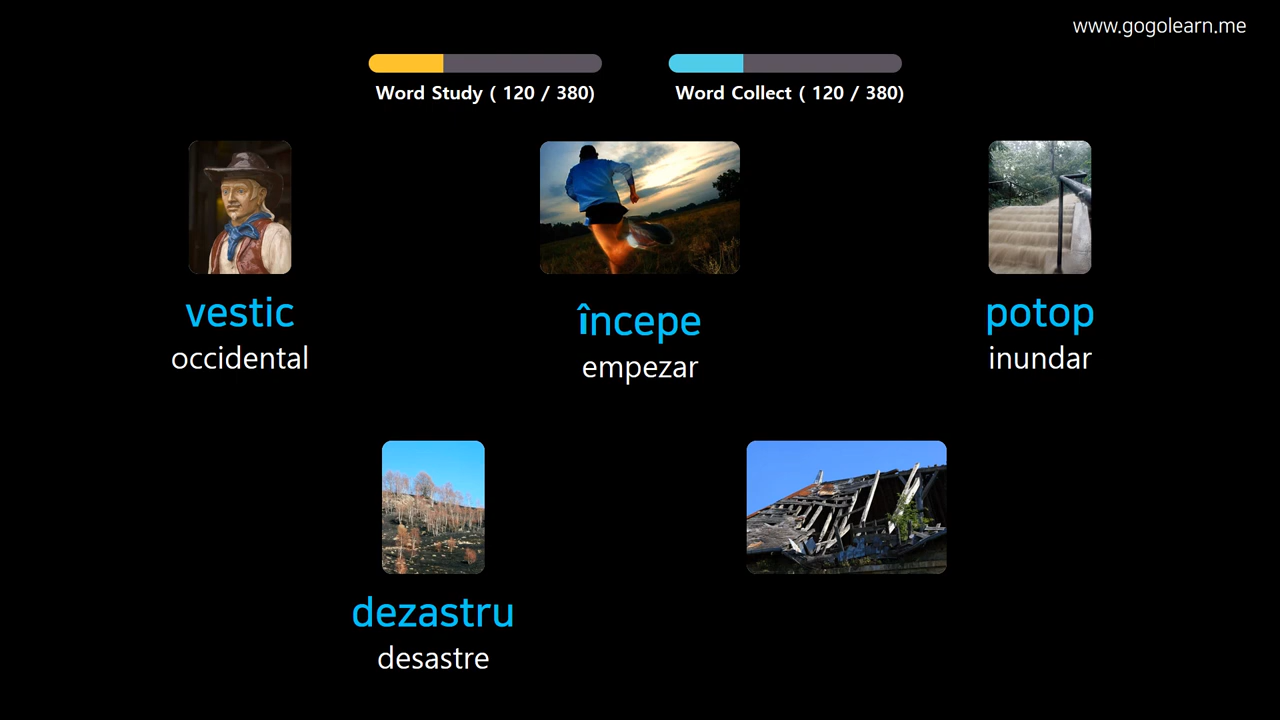 www.gogolearn.me
Word Study ( 120 / 380)
Word Collect ( 120 / 380)
vestic
occidental
începe
empezar
potop
inundar
dezastru
desastre